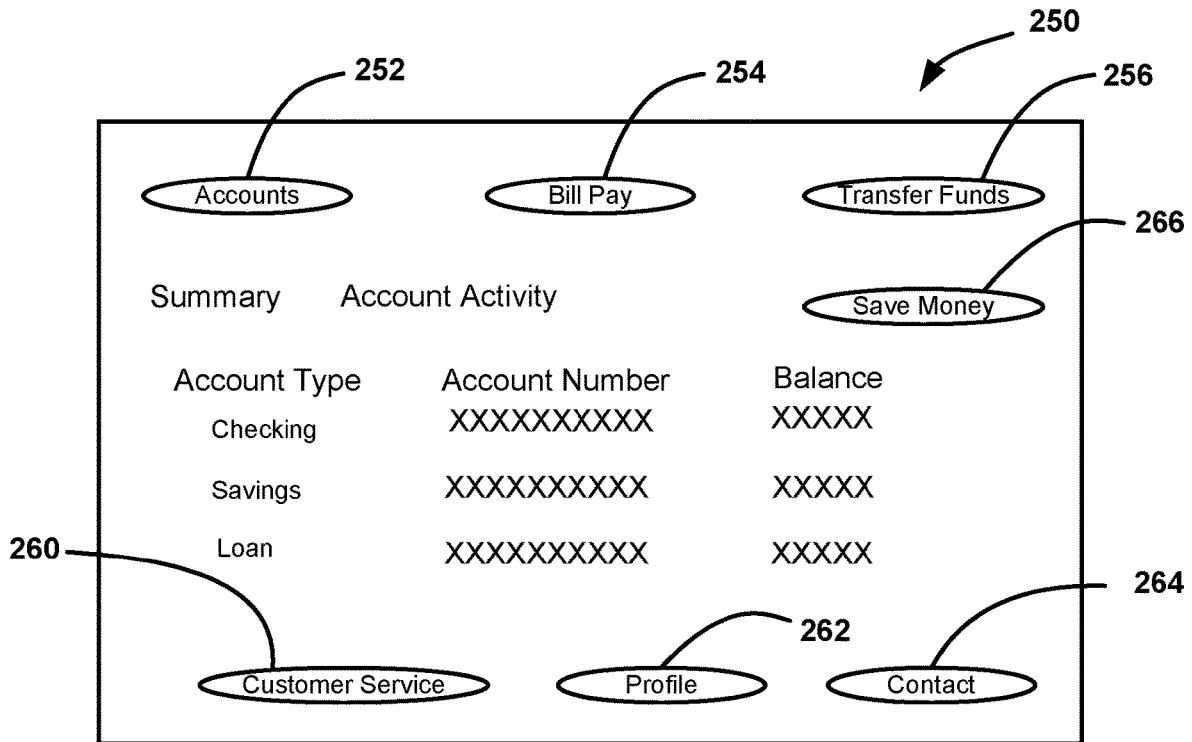 250
252 254 256
Accounts Bill Pay Transfer Funds
266
Summary Account Activity Save Money
Account Type Account Number Balance
Checking XXXXXXXXXX XXXXX
Savings XXXXXXXXXX XXXXX
Loan XXXXXXXXXX XXXXX
260
264
262
Customer Service Profile Contact